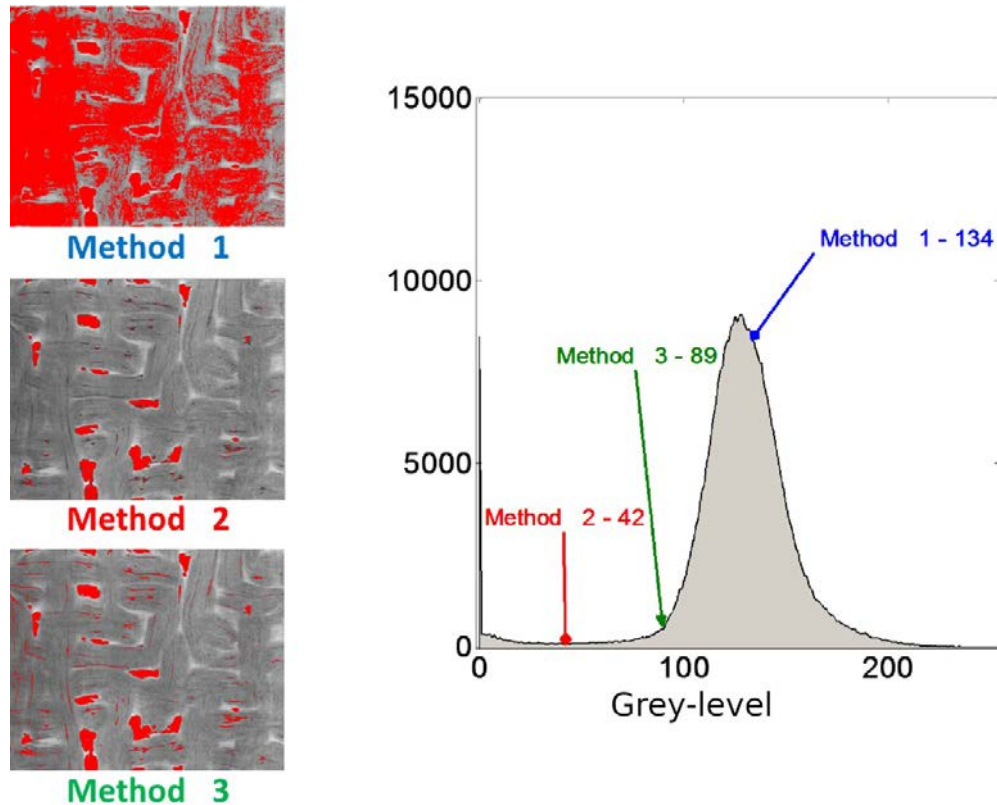 Method 1
Method 2
Method 3
15000
10000
5000
0
0 100 200
Grey-level
Method 1 - 134
Method 3 - 89
Method 2 - 42